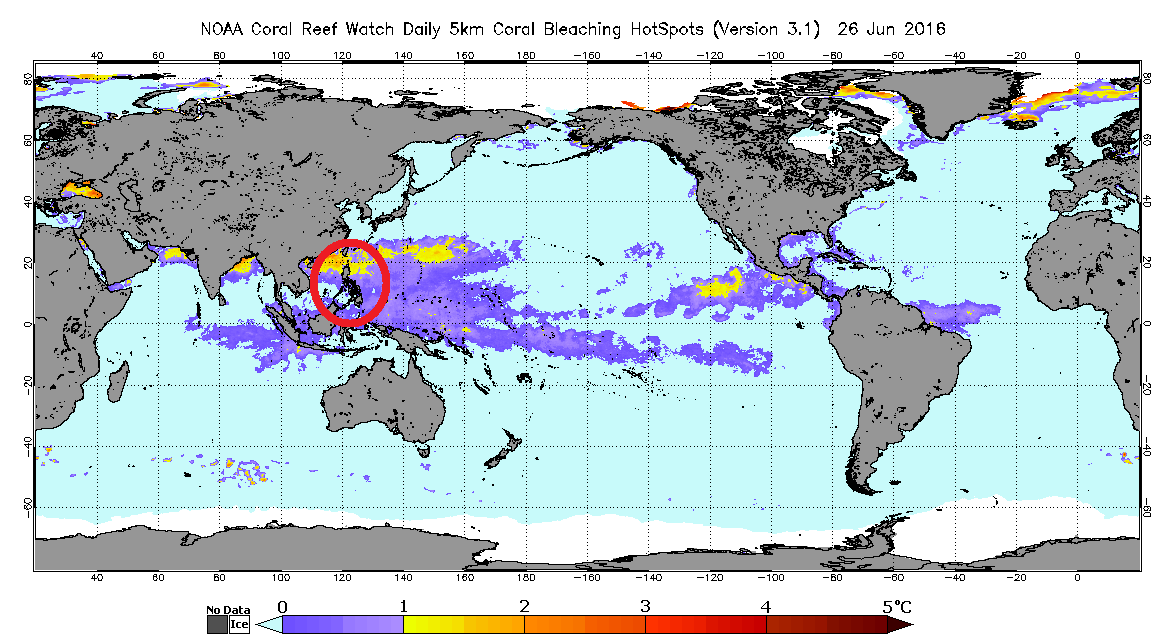 NOAA Coral Reef Watch Daily 5km Coral Bleaching HotSpots (Version 3.1) 26 Jun 2016
40 60 80 100 120 140 160 180 -160 -140 -120 -100 -80 -60 -40 -20 0
80 80
60 60
40 40
20 20
0 0
-20 -20
-40 -40
-60 -60
40 60 80 100 120 140 160 180 -160 -140 -120 -100 -80 -60 -40 -20 0
No Data 0 1 2 3 4 5°C
Ice